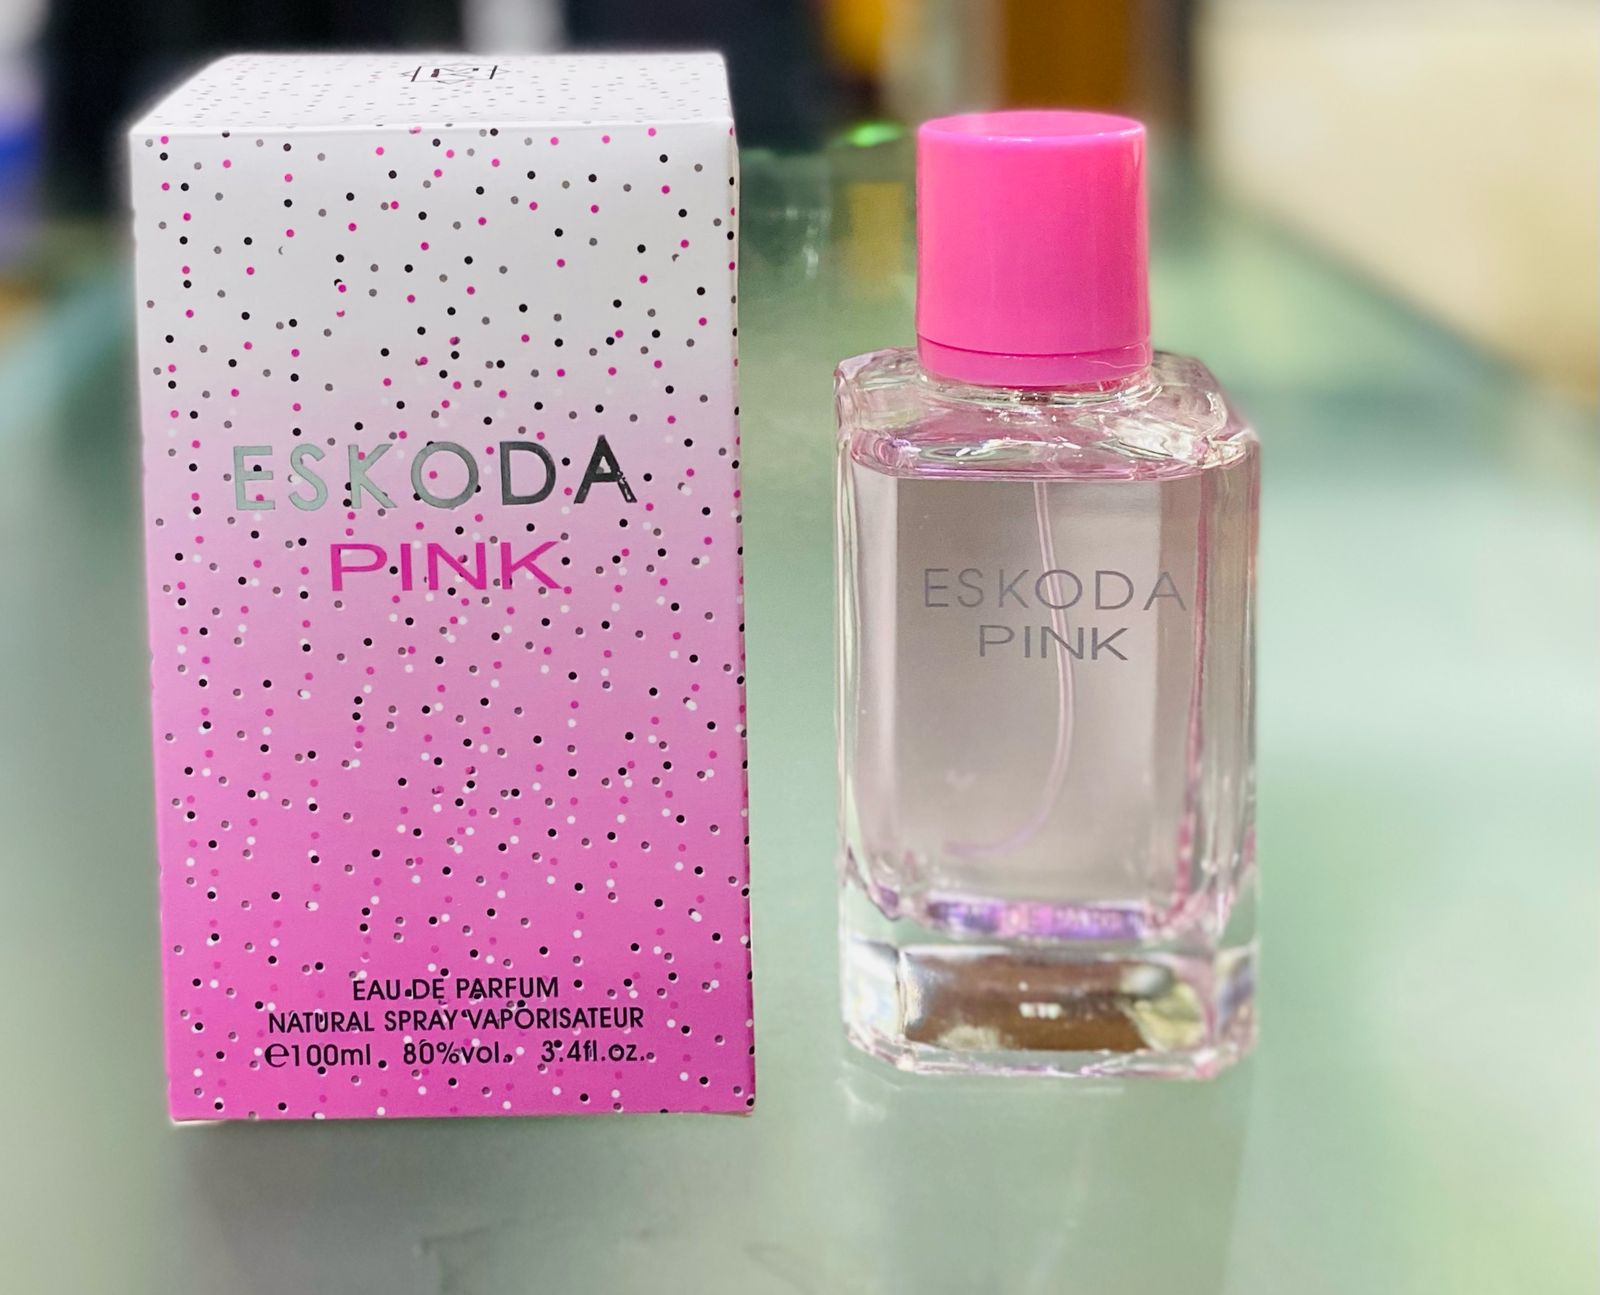 ESKODA
PINK
EAU DE PARFUM
NATURAL SPRAY VAPORISATEUR
℮100ml. 80%vol. 3.4fl.oz.
ESKODA
PINK